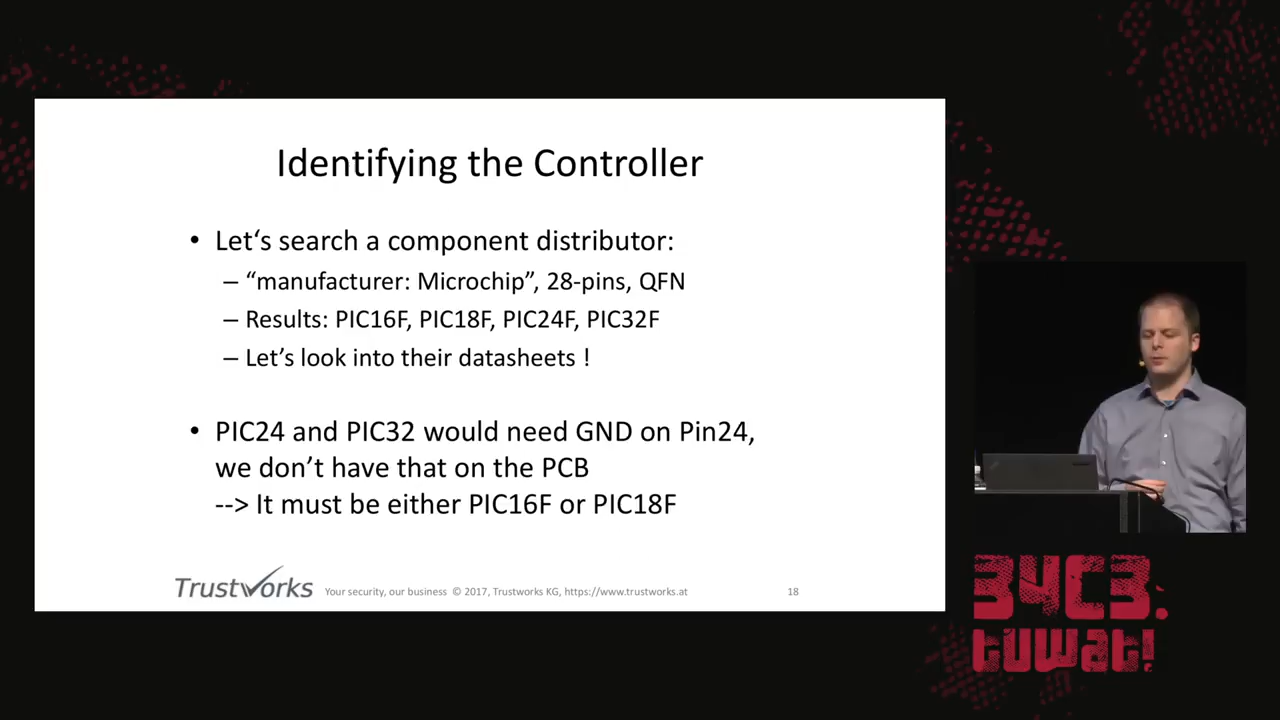 Identifying the Controller
• Let‘s search a component distributor:
– “manufacturer: Microchip”, 28-pins, QFN
– Results: PIC16F, PIC18F, PIC24F, PIC32F
– Let’s look into their datasheets !
• PIC24 and PIC32 would need GND on Pin24,
we don’t have that on the PCB
--> It must be either PIC16F or PIC18F
Trustworks Your security, our business © 2017, Trustworks KG, https://www.trustworks.at 18
34C3.
tuwat!